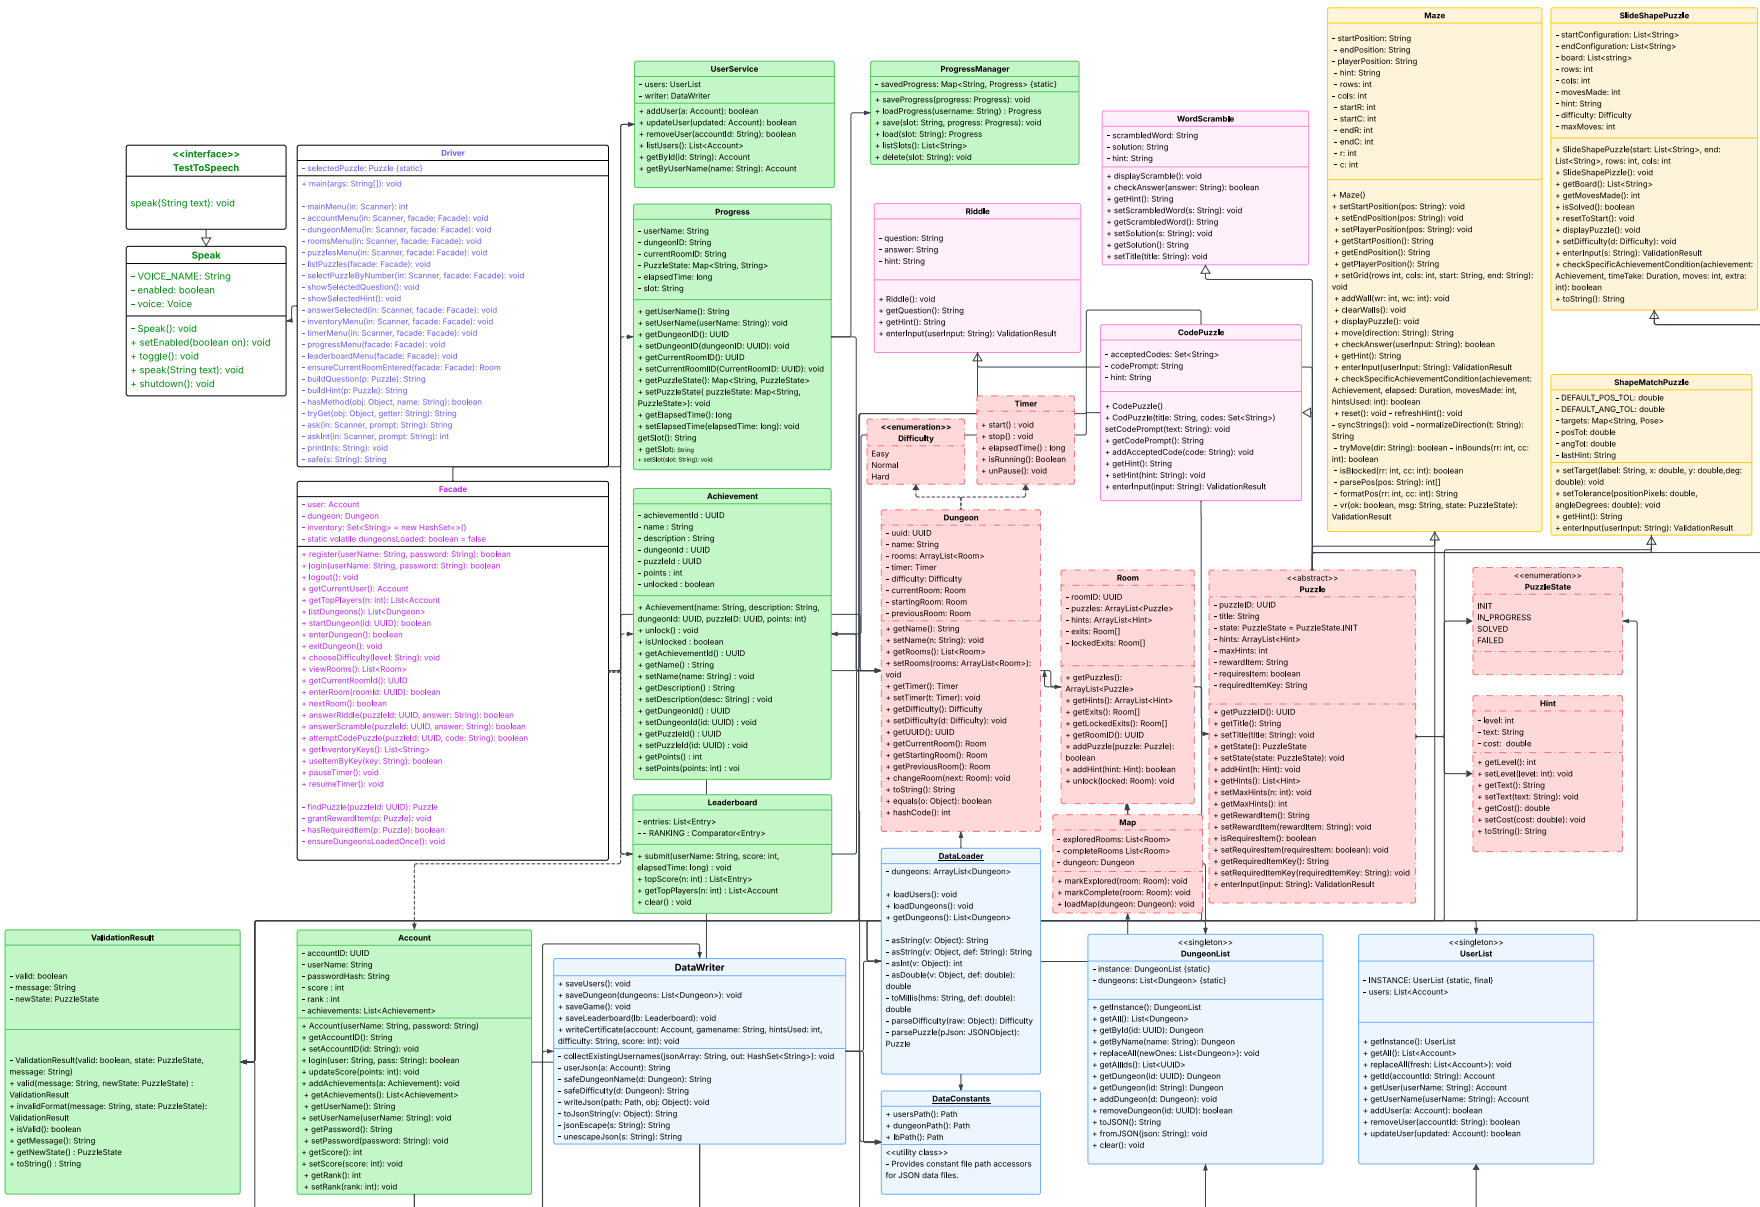 <<interface>>
TestToSpeech
speak(String text): void
Speak
- VOICE_NAME: String
- enabled: boolean
- voice: Voice
- Speak(): void
+ setEnabled(boolean on): void
+ toggle(): void
+ speak(String text): void
+ shutdown(): void
Driver
- selectedPuzzle: Puzzle {static}
+ main(args: String[]): void
- mainMenu(in: Scanner): int
- accountMenu(in: Scanner, facade: Facade): void
- dungeonMenu(in: Scanner, facade: Facade): void
- roomsMenu(in: Scanner, facade: Facade): void
- puzzlesMenu(in: Scanner, facade: Facade): void
- listPuzzles(facade: Facade): void
- selectPuzzleByNumber(in: Scanner, facade: Facade): void
- showSelectedQuestion(): void
- showSelectedHint(): void
- answerSelected(in: Scanner, facade: Facade): void
- inventoryMenu(in: Scanner, facade: Facade): void
- timerMenu(in: Scanner, facade: Facade): void
- progressMenu(facade: Facade): void
- leaderboardMenu(facade: Facade): void
- ensureCurrentRoomEntered(facade: Facade): Room
- buildQuestion(p: Puzzle): String
- buildHint(p: Puzzle): String
- hasMethod(obj: Object, name: String): boolean
- tryGet(obj: Object, getter: String): String
- ask(in: Scanner, prompt: String): String
- askInt(in: Scanner, prompt: String): int
- println(s: String): void
- safe(s: String): String
Facade
- user: Account
- dungeon: Dungeon
- inventory: Set<String> = new HashSet<>()
- static volatile dungeonsLoaded: boolean = false
+ register(userName: String, password: String): boolean
+ login(userName: String, password: String): boolean
+ logout(): void
+ getCurrentUser(): Account
+ getTopPlayers(n: int): List<Account
+ listDungeons(): List<Dungeon>
+ startDungeon(id: UUID): boolean
+ enterDungeon(): boolean
+ exitDungeon(): void
+ chooseDifficulty(level: String): void
+ viewRooms(): List<Room>
+ getCurrentRoomId(): UUID
+ enterRoom(roomId: UUID): boolean
+ nextRoom(): boolean
+ answerRiddle(puzzleId: UUID, answer: String): boolean
+ answerScramble(puzzleId: UUID, answer: String): boolean
+ attemptCodePuzzle(puzzleId: UUID, code: String): boolean
+ getInventoryKeys(): List<String>
+ useItemByKey(key: String): boolean
+ pauseTimer(): void
+ resumeTimer(): void
- findPuzzle(puzzleId: UUID): Puzzle
- grantRewardItem(p: Puzzle): void
- hasRequiredItem(p: Puzzle): boolean
- ensureDungeonsLoadedOnce(): void
UserService
- users: UserList
- writer: DataWriter
+ addUser(a: Account): boolean
+ updateUser(updated: Account): boolean
+ removeUser(accountId: String): boolean
+ listUsers(): List<Account>
+ getById(id: String): Account
+ getByUserName(name: String): Account
Progress
- userName: String
- dungeonID: String
- currentRoomID: String
- PuzzleState: Map<String, String>
- elapsedTime: long
- slot: String
+ getUserName(): String
+ setUserName(userName: String): void
+ getDungeonID(): UUID
+ setDungeonID(dungeonID: UUID): void
+ getCurrentRoomID(): UUID
+ setCurrentRoomIID(CurrentRoomID: UUID): void
+ getPuzzleState(): Map<String, PuzzleState>
+ setPuzzleState( puzzleState: Map<String,
PuzzleState>): void
+ getElapsedTime(): long
+ setElapsedTime(elapsedTime: long): void
getSlot(): String
+ getSlot: String
+ setSlot(slot: String): void
Achievement
- achievementId : UUID
- name : String
- description : String
- dungeonId : UUID
- puzzleId : UUID
- points : int
- unlocked : boolean
+ Achievement(name: String, description: String,
dungeonId: UUID, puzzleID: UUID, points: int)
+ unlock() : void
+ isUnlocked : boolean
+ getAchievementId() : UUID
+ getName() : String
+ setName(name: String) : void
+ getDescription() : String
+ setDescription(desc: String) : void
+ getDungeonId() : UUID
+ setDungeonId(id: UUID) : void
+ getPuzzleId() : UUID
+ setPuzzleId(id: UUID) : void
+ getPoints() : int
+ setPoints(points: int) : voi
Leaderboard
- entries: List<Entry>
- - RANKING : Comparator<Entry>
+ submit(userName: String, score: int,
elapsedTime: long) : void
+ topScore(n: int) : List<Entry>
+ getTopPlayers(n: int) : List<Account
+ clear() : void
ProgressManager
- savedProgress: Map<String, Progress> {static}
+ saveProgress(progress: Progress): void
+ loadProgress(username: String) : Progress
+ save(slot: String, progress: Progress): void
+ load(slot: String): Progress
+ listSlots(): List<String>
+ delete(slot: String): void
Riddle
- question: String
- answer: String
- hint: String
+ Riddle(): void
+ getQuestion(): String
+ getHint(): String
+ enterInput(userInput: String): ValidationResult
WordScramble
- scrambledWord: String
- solution: String
- hint: String
+ displayScramble(): void
+ checkAnswer(answer: String): boolean
+ getHint(): String
+ setScrambledWord(s: String): void
+ getScrambledWord(): String
+ setSolution(s: String): void
+ getSolution(): String
+ setTitle(title: String): void
CodePuzzle
- acceptedCodes: Set<String>
- codePrompt: String
- hint: String
+ CodePuzzle()
+ CodPuzzle(title: String, codes: Set<String>)
setCodePrompt(text: String): void
+ getCodePrompt(): String
+ addAcceptedCode(code: String): void
+ getHint(): String
+ setHint(hint: String): void
+ enterInput(input: String): ValidationResult
Timer
+ start() : void
+ stop() : void
+ elapsedTime() : long
+ isRunning(): Boolean
+ unPause(): void
<<enumeration>>
Difficulty
Easy
Normal
Hard
Dungeon
- uuid: UUID
- name: String
- rooms: ArrayList<Room>
- timer: Timer
- difficulty: Difficulty
- currentRoom: Room
- startingRoom: Room
- previousRoom: Room
+ getName(): String
+ setName(n: String): void
+ getRooms(): List<Room>
+ setRooms(rooms: ArrayList<Room>):
void
+ getTimer(): Timer
+ setTimer(t: Timer): void
+ getDifficulty(): Difficulty
+ setDifficulty(d: Difficulty): void
+ getUUID(): UUID
+ getCurrentRoom(): Room
+ getStartingRoom(): Room
+ getPreviousRoom(): Room
+ changeRoom(next: Room): void
+ toString(): String
+ equals(o: Object): boolean
+ hashCode(): int
Room
- roomID: UUID
- puzzles: ArrayList<Puzzle>
- hints: ArrayList<Hint>
- exits: Room[]
- lockedExits: Room[]
+ getPuzzles():
ArrayList<Puzzle>
+ getHints(): ArrayList<Hint>
+ getExits(): Room[]
+ getLockedExits(): Room[]
+ getRoomID(): UUID
+ addPuzzle(puzzle: Puzzle):
boolean
+ addHint(hint: Hint): boolean
+ unlock(locked: Room): void
Map
- exploredRooms: List<Room>
- completeRooms List<Room>
- dungeon: Dungeon
+ markExplored(room: Room): void
+ markComplete(room: Room): void
+ loadMap(dungeon: Dungeon): void
<<abstract>>
Puzzle
- puzzleID: UUID
- title: String
- state: PuzzleState = PuzzleState.INIT
- hints: ArrayList<Hint>
- maxHints: int
- rewardItem: String
- requiresItem: boolean
- requiredItemKey: String
+ getPuzzleID(): UUID
+ getTitle(): String
+ setTitle(title: String): void
+ getState(): PuzzleState
+ setState(state: PuzzleState): void
+ addHint(h: Hint): void
+ getHints(): List<Hint>
+ setMaxHints(n: int): void
+ getMaxHints(): int
+ getRewardItem(): String
+ setRewardItem(rewardItem: String): void
+ isRequiresItem(): boolean
+ setRequiresItem(requiresItem: boolean): void
+ getRequiredItemKey(): String
+ setRequiredItemKey(requiredItemKey: String): void
+ enterInput(input: String): ValidationResult
Maze
- startPosition: String
- endPosition: String
- playerPosition: String
- hint: String
- rows: int
- cols: int
- startR: int
- startC: int
- endR: int
- endC: int
- r: int
- c: int
+ Maze()
+ setStartPosition(pos: String): void
+ setEndPosition(pos: String): void
+ setPlayerPosition(pos: String): void
+ getStartPosition(): String
+ getEndPosition(): String
+ getPlayerPosition(): String
+ setGrid(rows int, cols: int, start: String, end: String):
void
+ addWall(wr: int, wc: int): void
+ clearWalls(): void
+ displayPuzzle(): void
+ move(direction: String): String
+ checkAnswer(userInput: String): boolean
+ getHint(): String
+ enterInput(userInput: String): ValidationResult
+ checkSpecificAchievementCondition(achievement:
Achievement, elapsed: Duration, movesMade: int,
hintsUsed: int): boolean
+ reset(): void - refreshHint(): void
- syncStrings(): void - normalizeDirection(t: String):
String
- tryMove(dir: String): boolean - inBounds(rr: int, cc:
int): boolean
- isBlocked(rr: int, cc: int): boolean
- parsePos(pos: String): int[]
- formatPos(rr: int, cc: int): String
- vr(ok: boolean, msg: String, state: PuzzleState):
ValidationResult
SlideShapePuzzle
- startConfiguration: List<String>
- endConfiguration: List<String>
- board: List<string>
- rows: int
- cols: int
- movesMade: int
- hint: String
- difficulty: Difficulty
- maxMoves: int
+ SlideShapePuzzle(start: List<String>, end:
List<String>, rows: int, cols: int
+ SlideShapePizzle(): void
+ getBoard(): List<String>
+ getMovesMade(): int
+ isSolved(): boolean
+ resetToStart(): void
+ displayPuzzle(): void
+ setDifficulty(d: Difficulty): void
+ enterInput(s: String): ValidationResult
+ checkSpecificAchievementCondition(achievement:
Achievement, timeTake: Duration, moves: int, extra:
int): boolean
+ toString(): String
ShapeMatchPuzzle
- DEFAULT_POS_TOL: double
- DEFAULT_ANG_TOL: double
- targets: Map<String, Pose>
- posTol: double
- angTol: double
- lastHint: String
+ setTarget(label: String, x: double, y: double,deg:
double): void
+ setTolerance(positionPixels: double,
angleDegrees: double): void
+ getHint(): String
+ enterInput(userInput: String): ValidationResult
<<enumeration>>
PuzzleState
INIT
IN_PROGRESS
SOLVED
FAILED
Hint
- level: int
- text: String
- cost: double
+ getLevel(): int
+ setLevel(level: int): void
+ getText(): String
+ setText(text: String): void
+ getCost(): double
+ setCost(cost: double): void
+ toString(): String
ValidationResult
- valid: boolean
- message: String
- newState: PuzzleState
- ValidationResult(valid: boolean, state: PuzzleState,
message: String)
+ valid(message: String, newState: PuzzleState) :
ValidationResult
+ invalidFormat(message: String, state: PuzzleState):
ValidationResult
+ isValid(): boolean
+ getMessage(): String
+ getNewState() : PuzzleState
+ toString() : String
Account
- accountID: UUID
- userName: String
- passwordHash: String
- score : int
- rank : int
- achievements: List<Achievement>
+ Account(userName: String, password: String)
+ getAccountID(): String
+ setAccountID(id: String): void
+ login(user: String, pass: String): boolean
+ updateScore(points: int): void
+ addAchievements(a: Achievement): void
+ getAchievements(): List<Achievement>
+ getUserName(): String
+ setUserName(userName: String): void
+ getPassword(): String
+ setPassword(password: String): void
+ getScore(): int
+ setScore(score: int): void
+ getRank(): int
+ setRank(rank: int): void
DataWriter
+ saveUsers(): void
+ saveDungeon(dungeons: List<Dungeon>): void
+ saveGame(): void
+ saveLeaderboard(lb: Leaderboard): void
+ writeCertificate(account: Account, gamename: String, hintsUsed: int,
difficulty: String, score: int): void
- collectExistingUsernames(jsonArray: String, out: HashSet<String>): void
- userJson(a: Account): String
- safeDungeonName(d: Dungeon): String
- safeDifficulty(d: Dungeon): String
- writeJson(path: Path, obj: Object): void
- toJsonString(v: Object): String
- jsonEscape(s: String): String
- unescapeJson(s: String): String
DataLoader
- dungeons: ArrayList<Dungeon>
+ loadUsers(): void
+ loadDungeons(): void
+ getDungeons(): List<Dungeon>
- asString(v: Object): String
- asString(v: Object, def: String): String
- asInt(v: Object): int
- asDouble(v: Object, def: double):
double
- toMillis(hms: String, def: double):
double
- parseDifficulty(raw: Object): Difficulty
- parsePuzzle(pJson: JSONObject):
Puzzle
DataConstants
+ usersPath(): Path
+ dungeonPath(): Path
+ lbPath(): Path
<<utility class>>
- Provides constant file path accessors
for JSON data files.
<<singleton>>
DungeonList
- instance: DungeonList {static}
- dungeons: List<Dungeon> {static}
+ getInstance(): DungeonList
+ getAll(): List<Dungeon>
+ getById(id: UUID): Dungeon
+ getByName(name: String): Dungeon
+ replaceAll(newOnes: List<Dungeon>): void
+ getAllIds(): List<UUID>
+ getDungeon(id: UUID): Dungeon
+ getDungeon(id: String): Dungeon
+ addDungeon(d: Dungeon): void
+ removeDungeon(id: UUID): boolean
+ toJSON(): String
+ fromJSON(json: String): void
+ clear(): void
<<singleton>>
UserList
- INSTANCE: UserList {static, final}
- users: List<Account>
+ getInstance(): UserList
+ getAll(): List<Account>
+ replaceAll(fresh: List<Account>): void
+ getId(accountId: String): Account
+ getUser(userName: String): Account
+ getUserName(userName: String): Account
+ addUser(a: Account): boolean
+ removeUser(accountId: String): boolean
+ updateUser(updated: Account): boolean